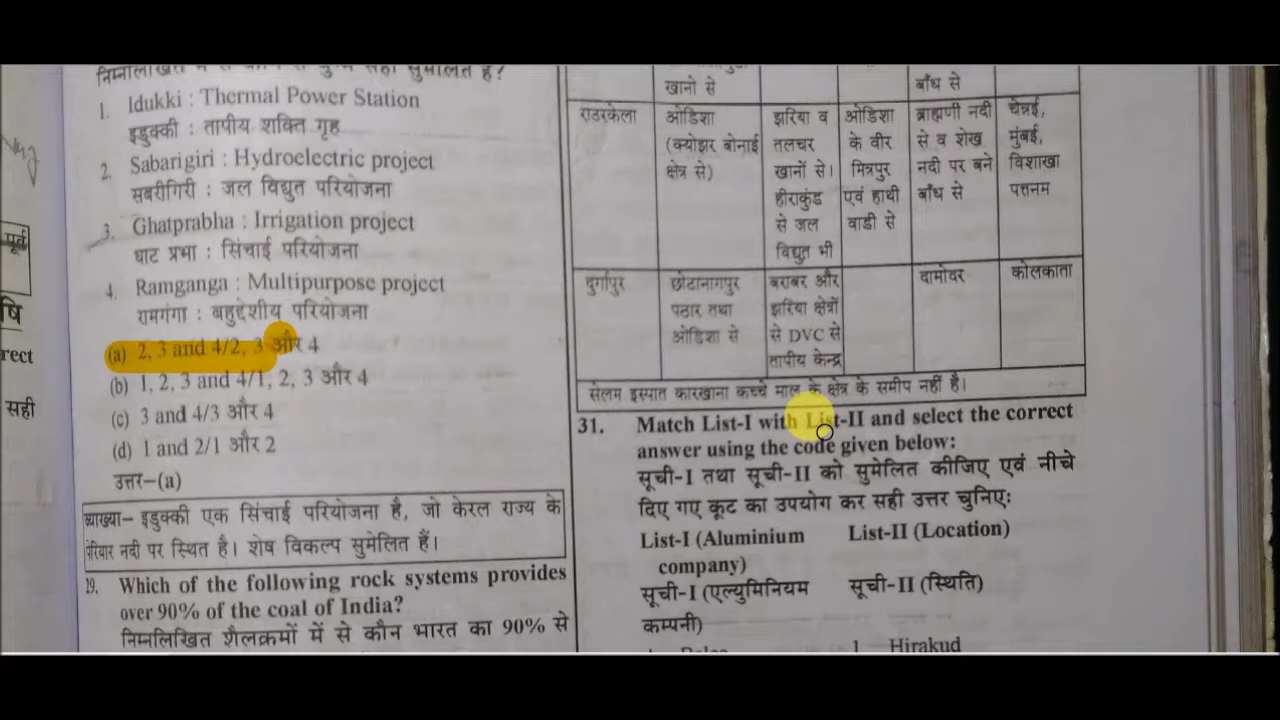 पूर्व
षि
rect
सही
निम्नलिखित में से कौन सा युग्म सही सुमेलित है?
1. Idukki : Thermal Power Station
इडुक्की : तापीय शक्ति गृह
2. Sabarigiri : Hydroelectric project
सबरीगिरी : जल विद्युत परियोजना
3. Ghatprabha : Irrigation project
घाट प्रभा : सिंचाई परियोजना
4. Ramganga : Multipurpose project
रामगंगा : बहुद्देशीय परियोजना
(a) 2, 3 and 4/2, 3 और 4
(b) 1, 2, 3 and 4/1, 2, 3 और 4
(c) 3 and 4/3 और 4
(d) 1 and 2/1 और 2
उत्तर–(a)
व्याख्या– इडुक्की एक सिंचाई परियोजना है, जो केरल राज्य के
पेरियार नदी पर स्थित है। शेष विकल्प सुमेलित हैं।
29. Which of the following rock systems provides
over 90% of the coal of India?
निम्नलिखित शैलक्रमों में से कौन भारत का 90% से
खानो से
बाँध से
राउरकेला
ओडिशा
(क्योझर बोनाई
क्षेत्र से)
झरिया व
तलचर
खानों से।
हीराकुंड
से जल
विद्युत भी
ओडिशा
के वीर
मित्रपुर
एवं हाथी
वाडी से
ब्राह्मणी नदी
से व शेख
नदी पर बने
बाँध से
चेन्नई,
मुंबई,
विशाखा
पत्तनम
दुर्गापुर
छोटानागपुर
पठार तथा
ओडिशा से
बराबर और
झरिया क्षेत्रों
से DVC से
तापीय केन्द्र
दामोदर
कोलकाता
सेलम इस्पात कारखाना कच्चे माल के क्षेत्र के समीप नहीं है।
31. Match List-I with List-II and select the correct
answer using the code given below:
सूची-I तथा सूची-II को सुमेलित कीजिए एवं नीचे
दिए गए कूट का उपयोग कर सही उत्तर चुनिए:
List-I (Aluminium List-II (Location)
company)
सूची-I (एल्युमिनियम सूची-II (स्थिति)
कम्पनी)
1. Hirakud